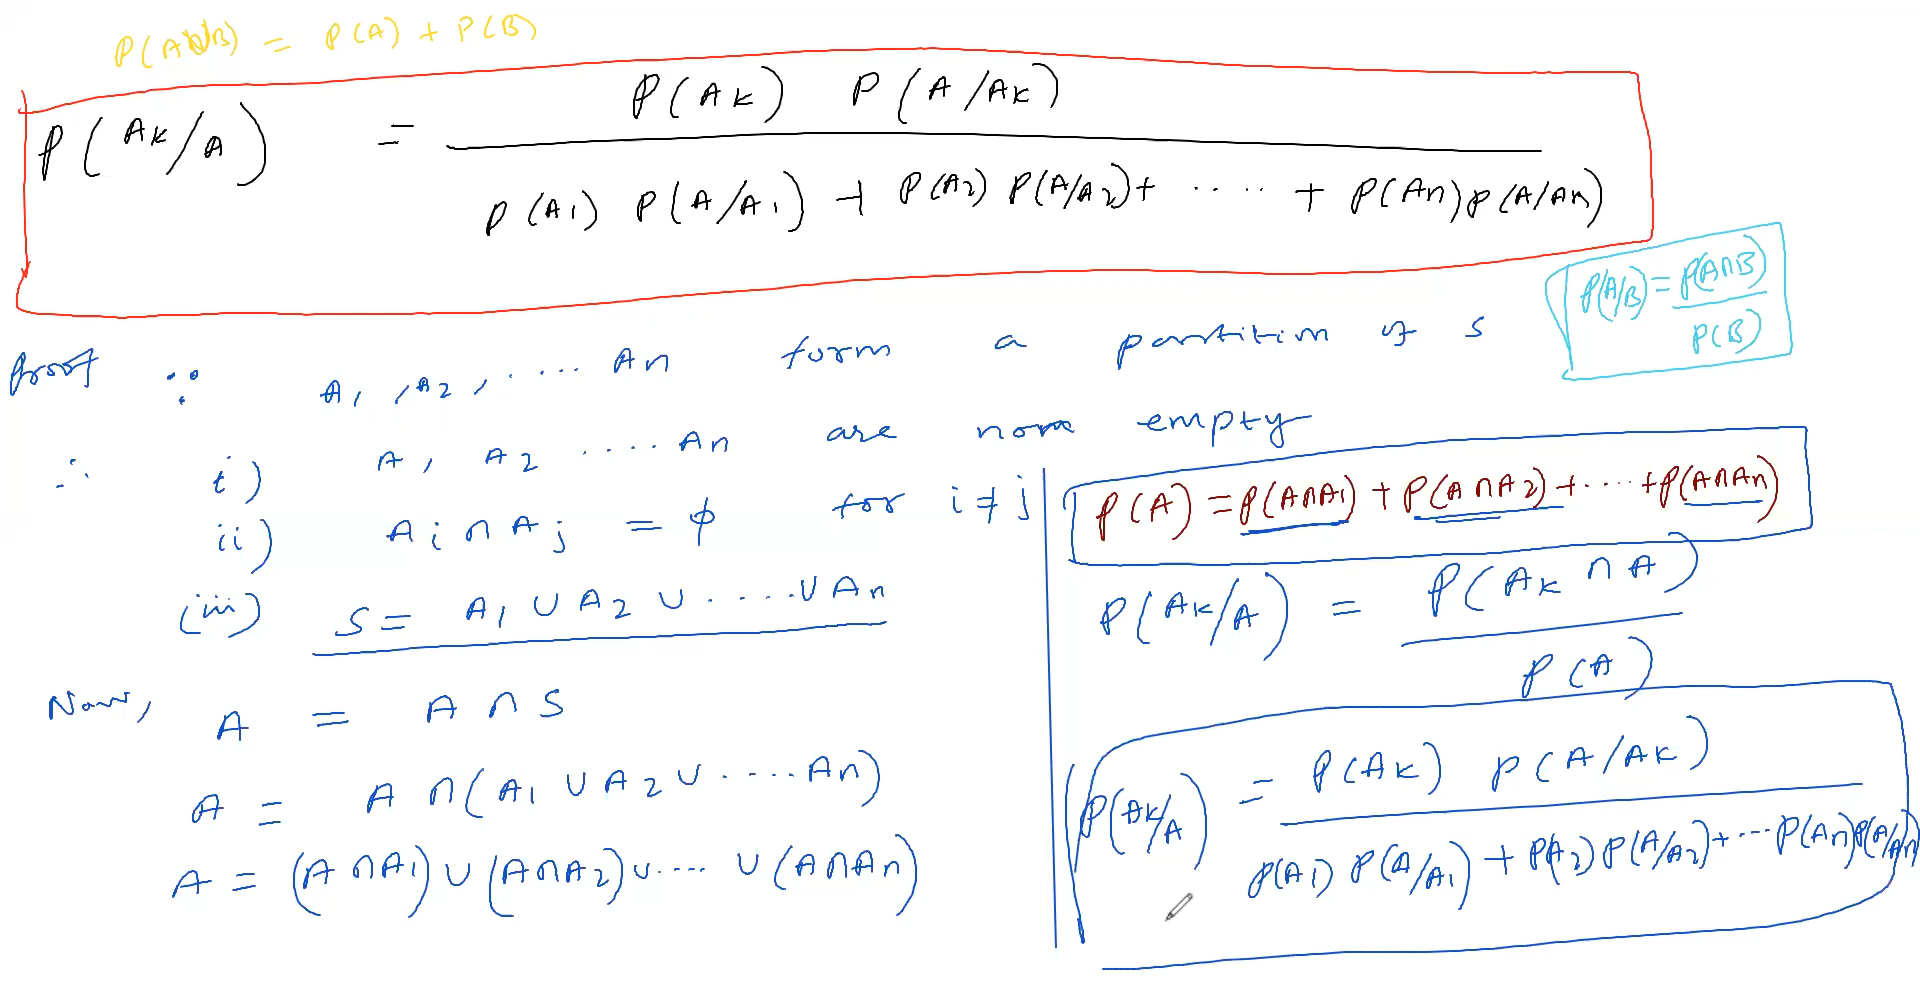 P(A∪B) = P(A) + P(B)
P(AK/A) = P(AK) P(A/AK)
P(A1) P(A/A1) + P(A2) P(A/A2) + ..... + P(An) P(A/An)
P(A/B) = P(A∩B)
P(B)
Proof ∵ A1, A2, ..... An form a partition of S
∴ i) A1 A2 ..... An are non empty
ii) Ai ∩ Aj = ϕ for i ≠ j
(iii) S = A1 ∪ A2 ∪ ..... ∪ An
Now, A = A ∩ S
A = A ∩ (A1 ∪ A2 ∪ ..... An)
A = (A∩A1) ∪ (A∩A2) ∪ ..... ∪ (A∩An)
P(A) = P(A∩A1) + P(A∩A2) + ..... + P(A∩An)
P(AK/A) = P(AK ∩ A)
P(A)
P(AK/A) = P(AK) P(A/AK)
P(A1) P(A/A1) + P(A2) P(A/A2) + ... P(An) P(A/An)